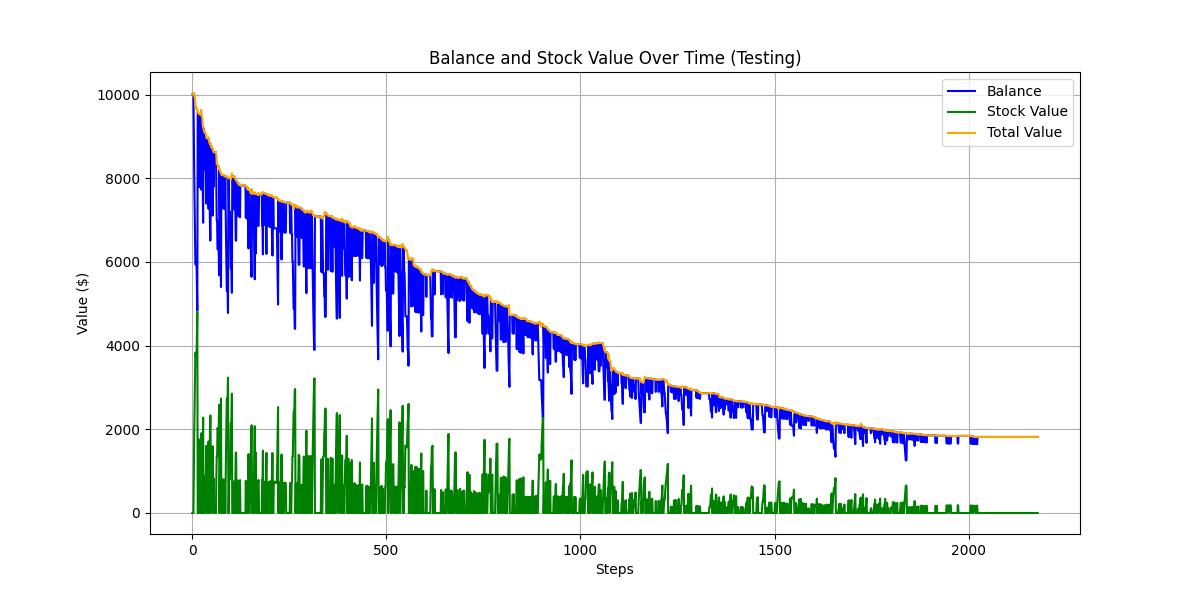 Balance and Stock Value Over Time (Testing)
Balance
Stock Value
Total Value
10000
8000
6000
4000
2000
0
Value ($)
0 500 1000 1500 2000
Steps